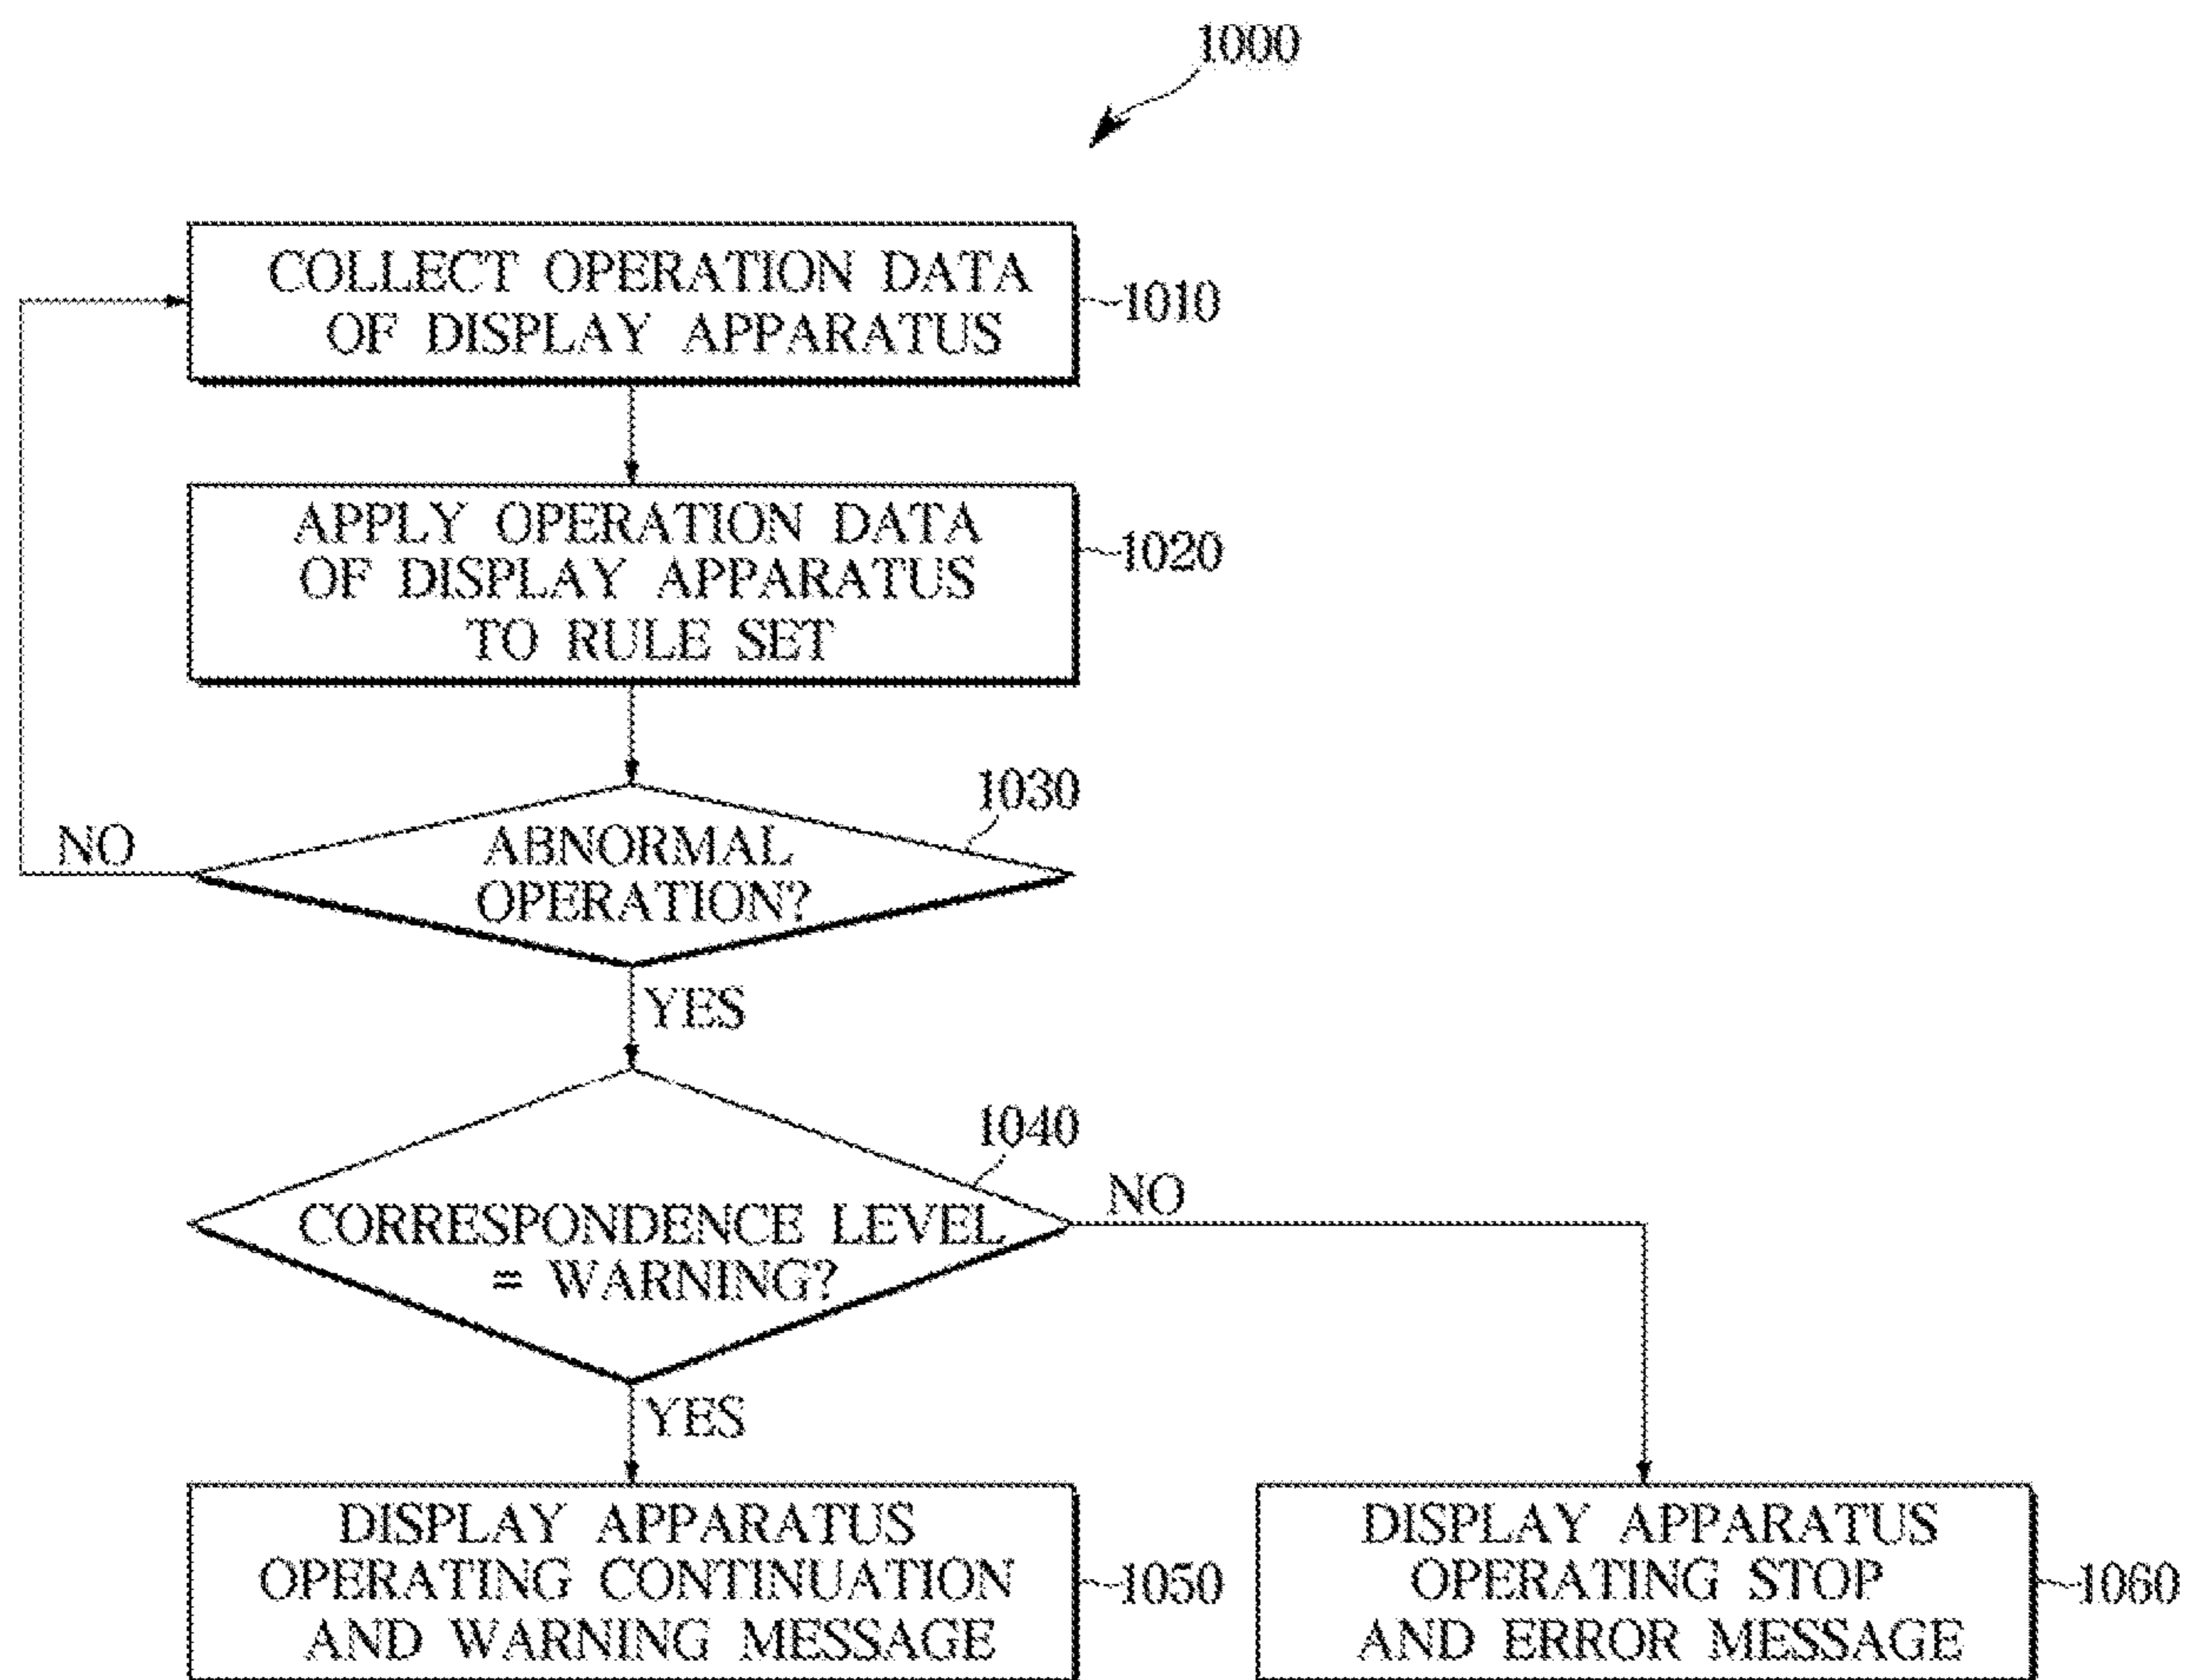 1000
COLLECT OPERATION DATA
OF DISPLAY APPARATUS
1010
APPLY OPERATION DATA
OF DISPLAY APPARATUS
TO RULE SET
1020
1030
ABNORMAL
OPERATION?
NO
YES
1040
CORRESPONDENCE LEVEL
= WARNING?
NO
YES
DISPLAY APPARATUS
OPERATING CONTINUATION
AND WARNING MESSAGE
1050
DISPLAY APPARATUS
OPERATING STOP
AND ERROR MESSAGE
1060